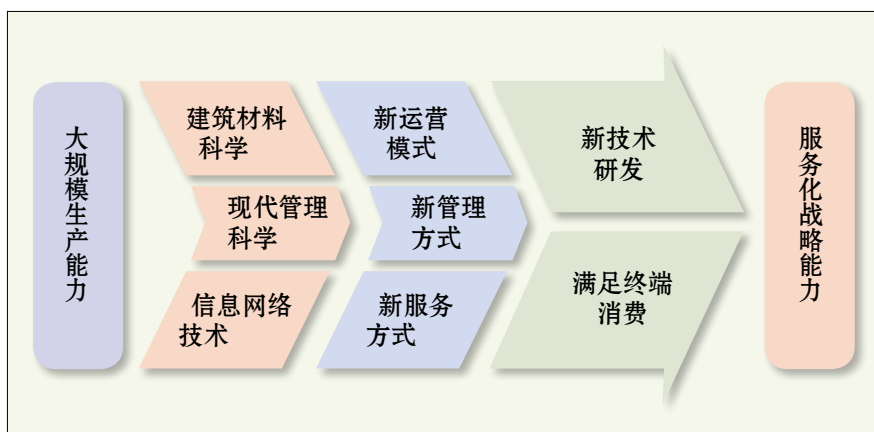 大规模生产能力
建筑材料
科学
现代管理
科学
信息网络
技术
新运营
模式
新管理
方式
新服务
方式
新技术
研发
满足终端
消费
服务化战略能力